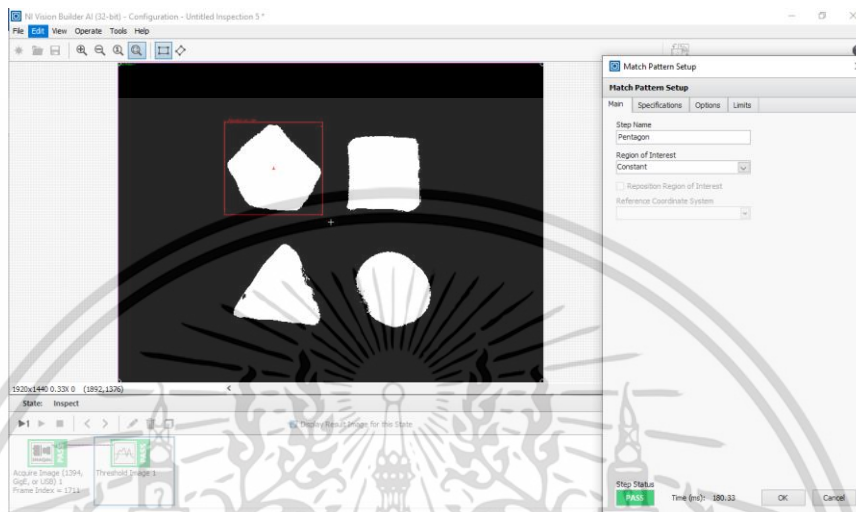 NI Vision Builder AI (32-bit) - Configuration - Untitled Inspection 5 *
File Edit View Operate Tools Help
Match Pattern Setup
Match Pattern Setup
Main Specifications Options Limits
Step Name
Pentagon
Region of Interest
Constant
Reposition Region of Interest
Reference Coordinate System
1920x1440 0.33X 0 (1892,1376)
State: Inspect
Display Result Image for the State
PASS
PASS
Acquire Image (1394,
GigE, or USB) 1
Frame Index = 1711
Threshold Image 1
Step Status
PASS Time (ms): 180.33 OK Cancel